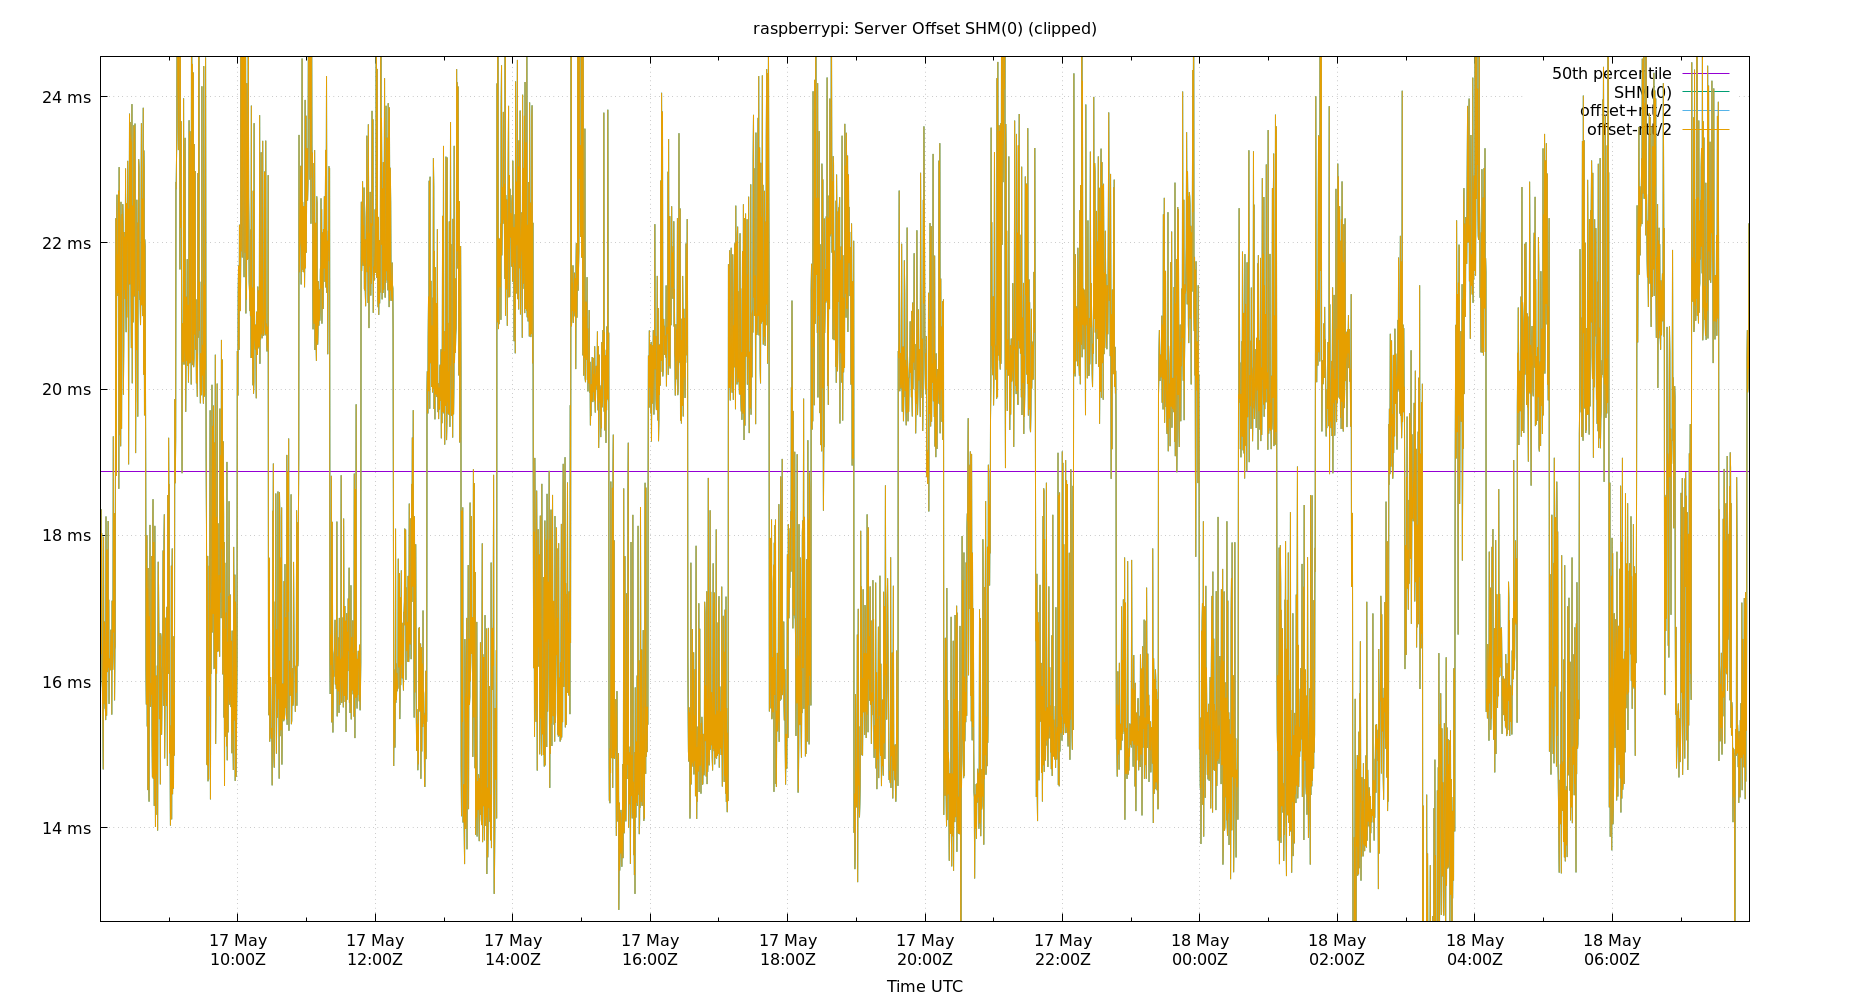 raspberrypi: Server Offset SHM(0) (clipped)
50th percentile
SHM(0)
offset+rtt/2
offset-rtt/2
24 ms
22 ms
20 ms
18 ms
16 ms
14 ms
17 May 17 May 17 May 17 May 17 May 17 May 17 May 18 May 18 May 18 May 18 May
10:00Z 12:00Z 14:00Z 16:00Z 18:00Z 20:00Z 22:00Z 00:00Z 02:00Z 04:00Z 06:00Z
Time UTC